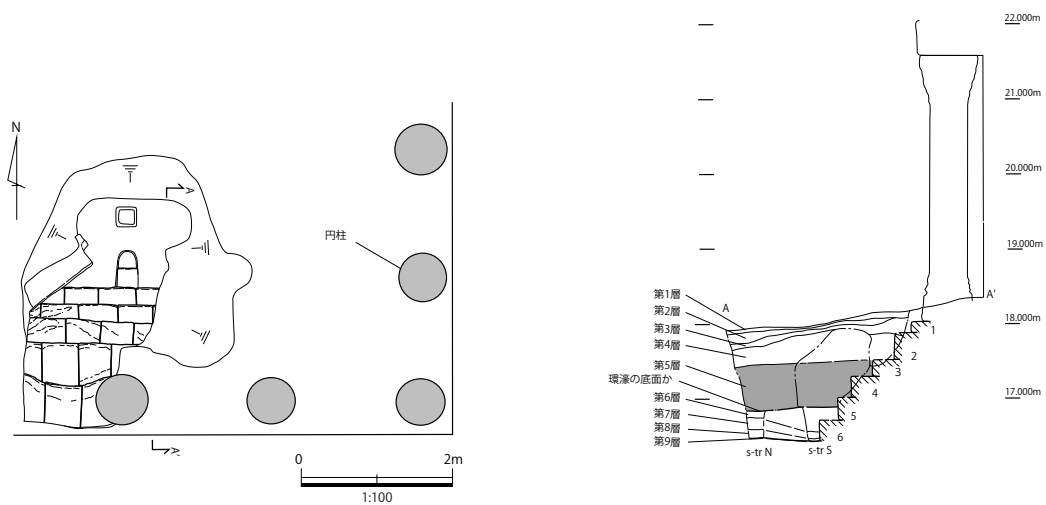 N
A
円柱
A'
0 2m
1:100
22.000m
21.000m
20.000m
19.000m
18.000m
17.000m
A
A'
第1層
第2層
第3層
第4層
第5層
環濠の底面か
第6層
第7層
第8層
第9層
1
2
3
4
5
6
s-tr N
s-tr S